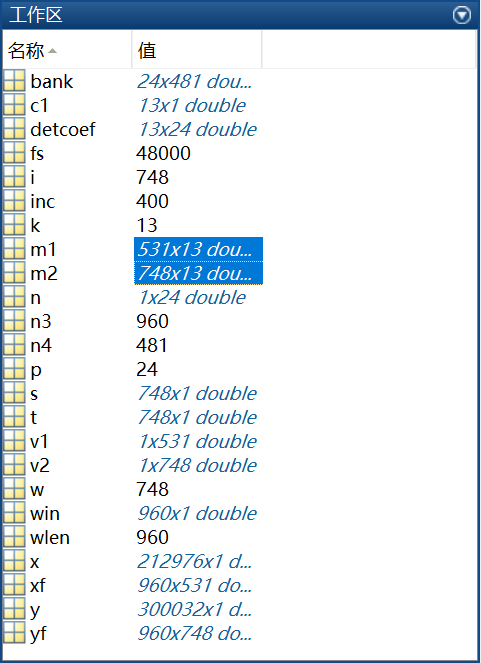 工作区
名称 值
bank 24x481 dou...
c1 13x1 double
detcoef 13x24 double
fs 48000
i 748
inc 400
k 13
m1 531x13 dou...
m2 748x13 dou...
n 1x24 double
n3 960
n4 481
p 24
s 748x1 double
t 748x1 double
v1 1x531 double
v2 1x748 double
w 748
win 960x1 double
wlen 960
x 212976x1 d...
xf 960x531 do...
y 300032x1 d...
yf 960x748 do...